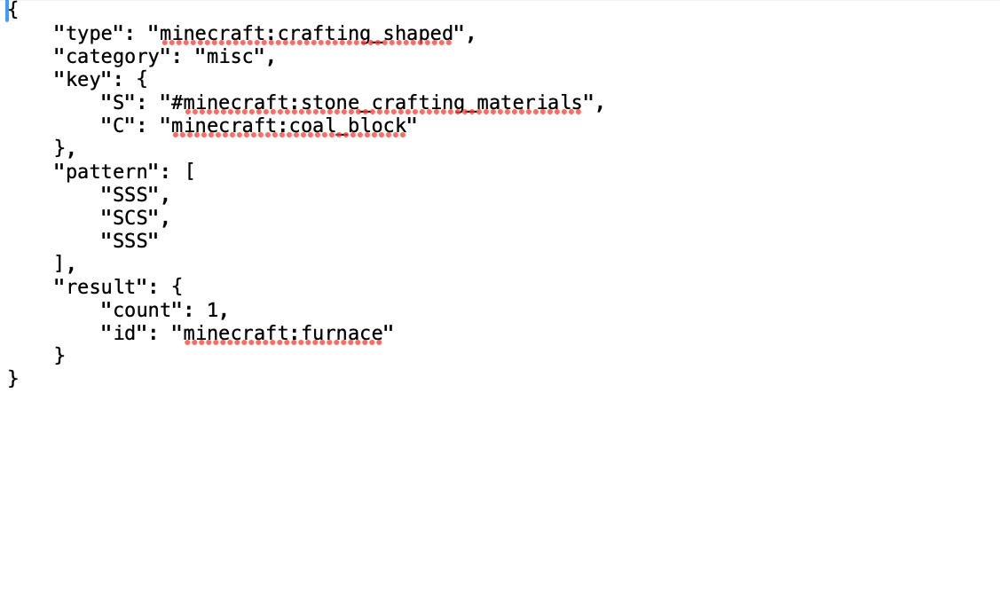 {
    "type": "minecraft:crafting_shaped",
    "category": "misc",
    "key": {
        "S": "#minecraft:stone_crafting_materials",
        "C": "minecraft:coal_block"
    },
    "pattern": [
        "SSS",
        "SCS",
        "SSS"
    ],
    "result": {
        "count": 1,
        "id": "minecraft:furnace"
    }
}